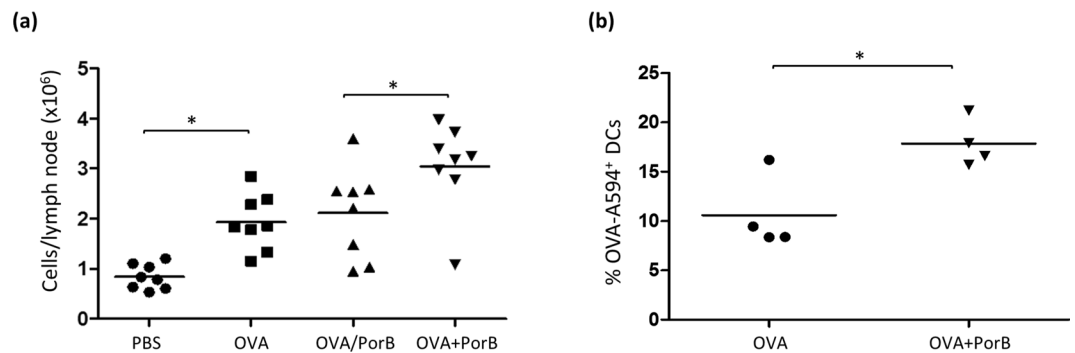 (a)
Cells/lymph node (x10⁶)
5
4
3
2
1
0
*
*
PBS OVA OVA/PorB OVA+PorB
(b)
% OVA-A594⁺ DCs
25
20
15
10
5
0
*
OVA OVA+PorB